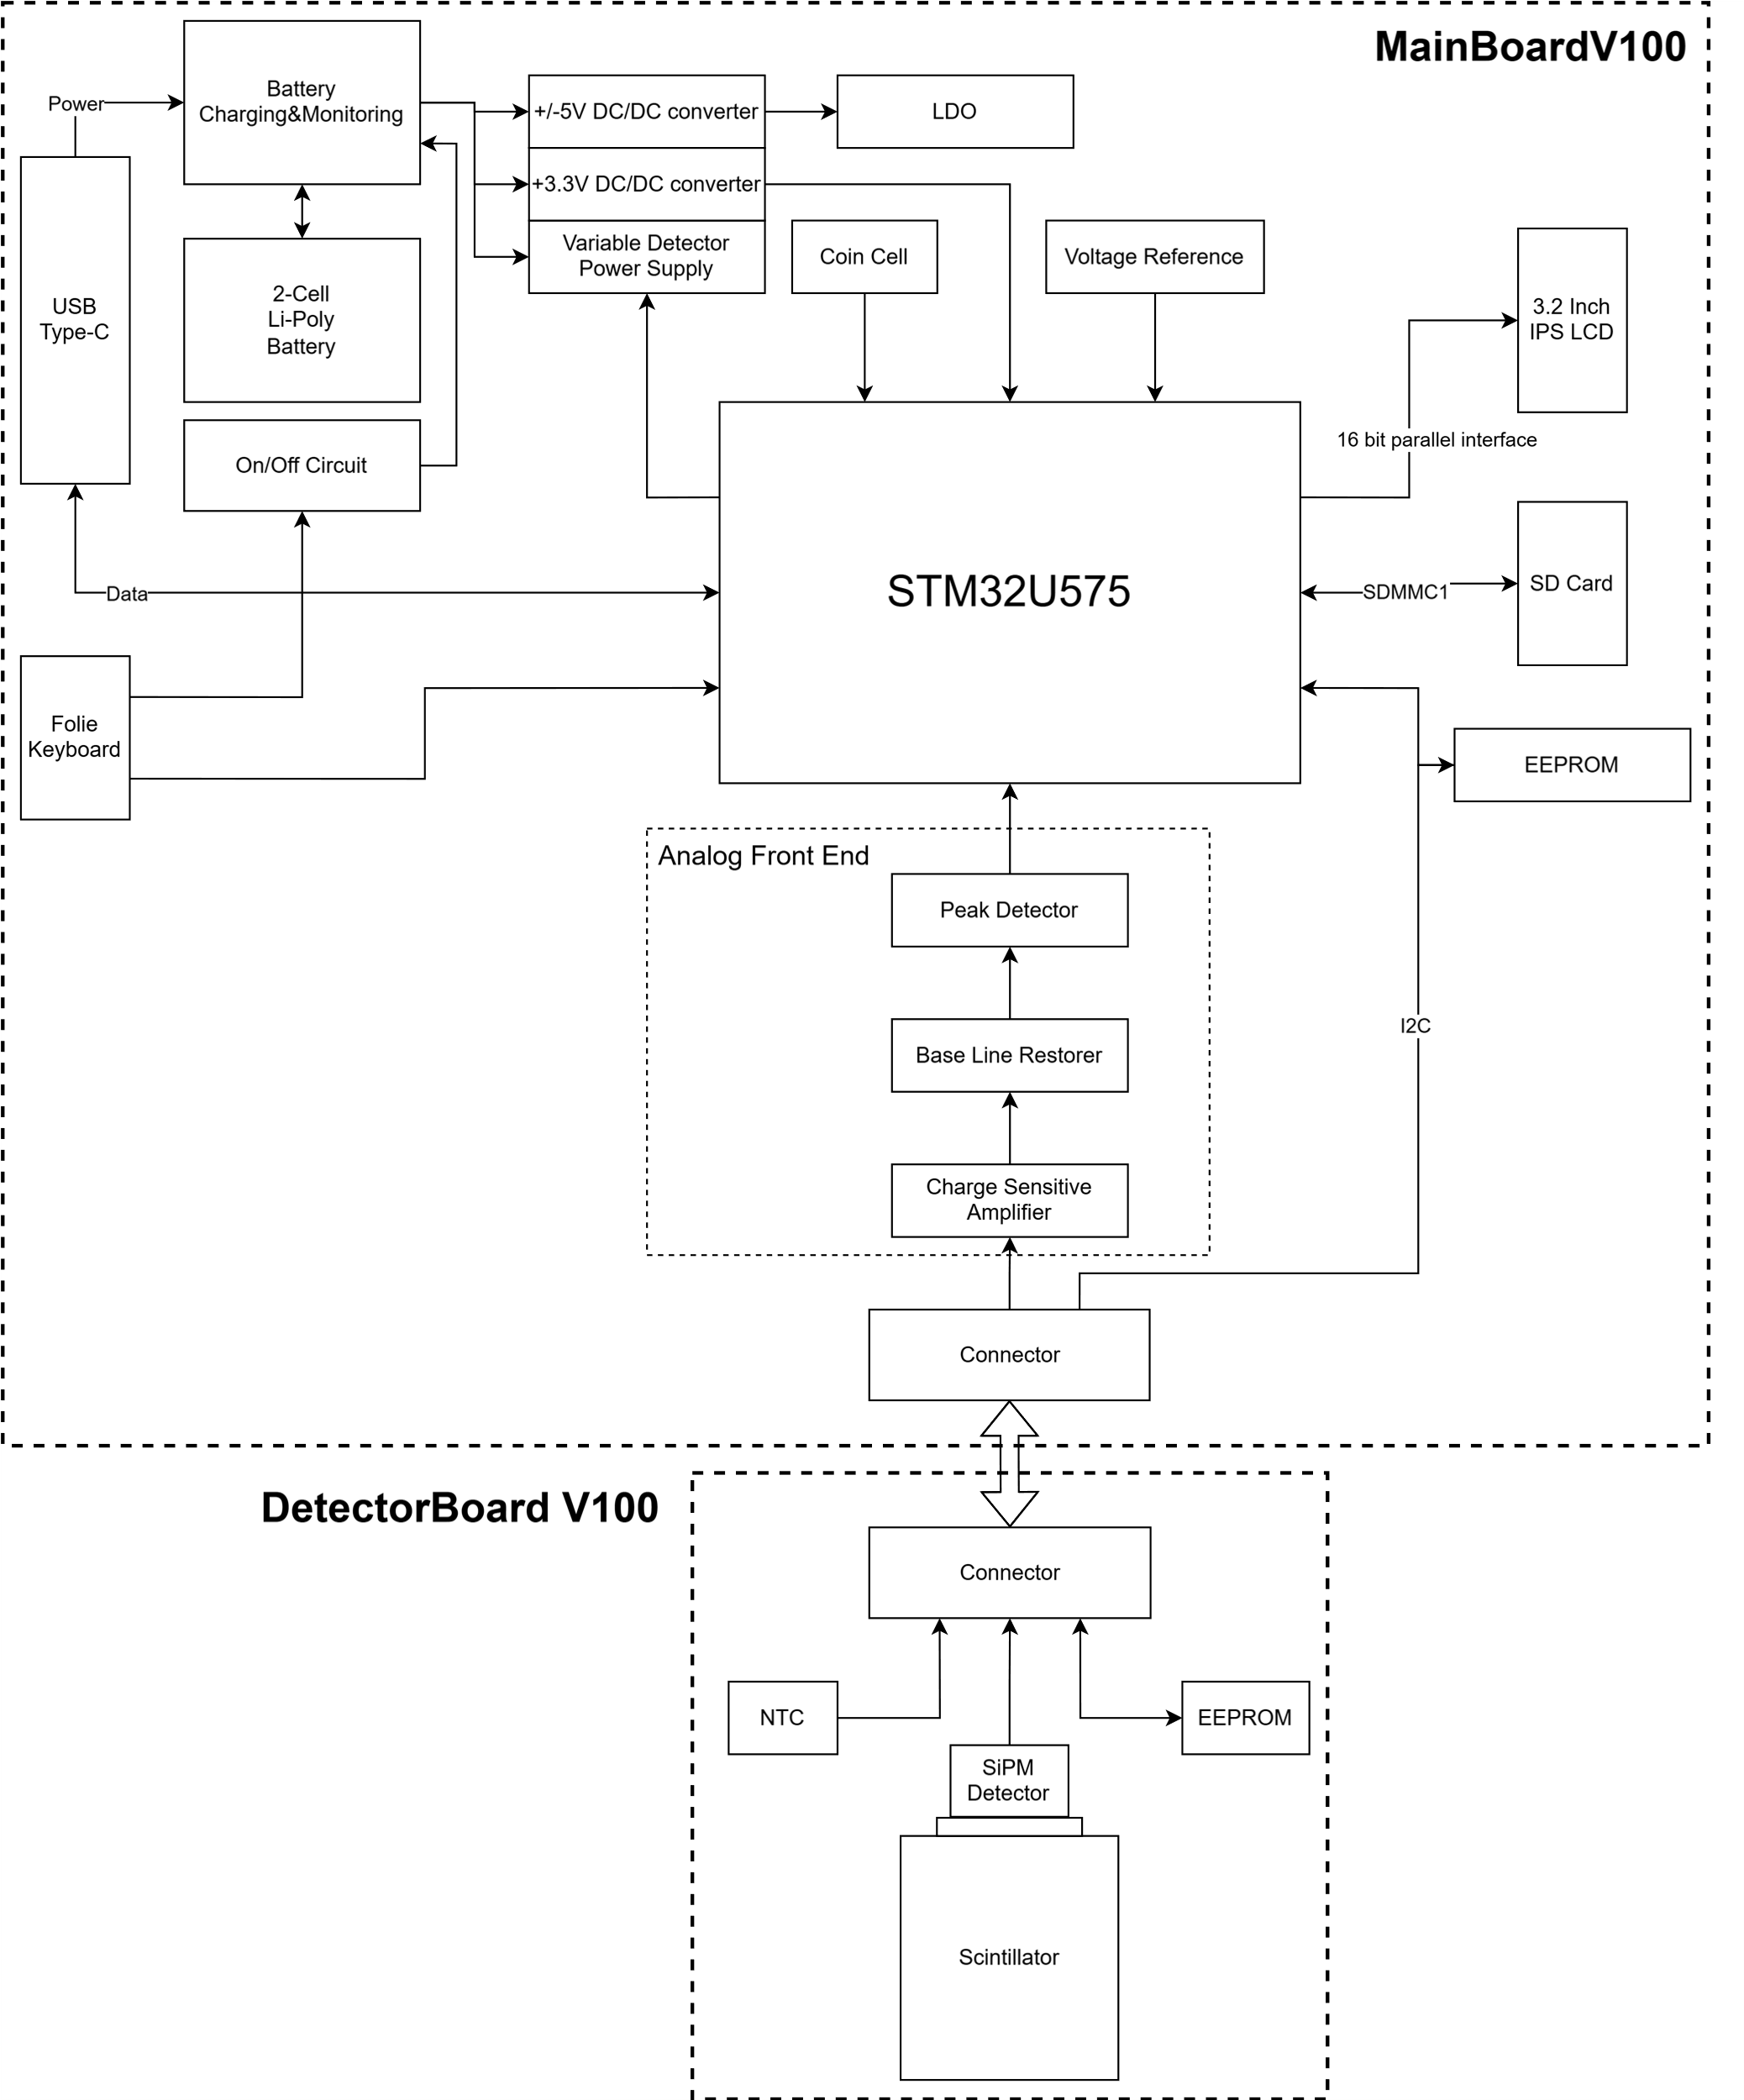 MainBoardV100
Power
Battery
Charging&Monitoring
+/-5V DC/DC converter
LDO
+3.3V DC/DC converter
Variable Detector
Power Supply
Coin Cell
Voltage Reference
USB
Type-C
2-Cell
Li-Poly
Battery
3.2 Inch
IPS LCD
On/Off Circuit
16 bit parallel interface
STM32U575
Data
SDMMC1
SD Card
Folie
Keyboard
EEPROM
Analog Front End
Peak Detector
Base Line Restorer
I2C
Charge Sensitive
Amplifier
Connector
DetectorBoard V100
Connector
NTC
EEPROM
SiPM
Detector
Scintillator